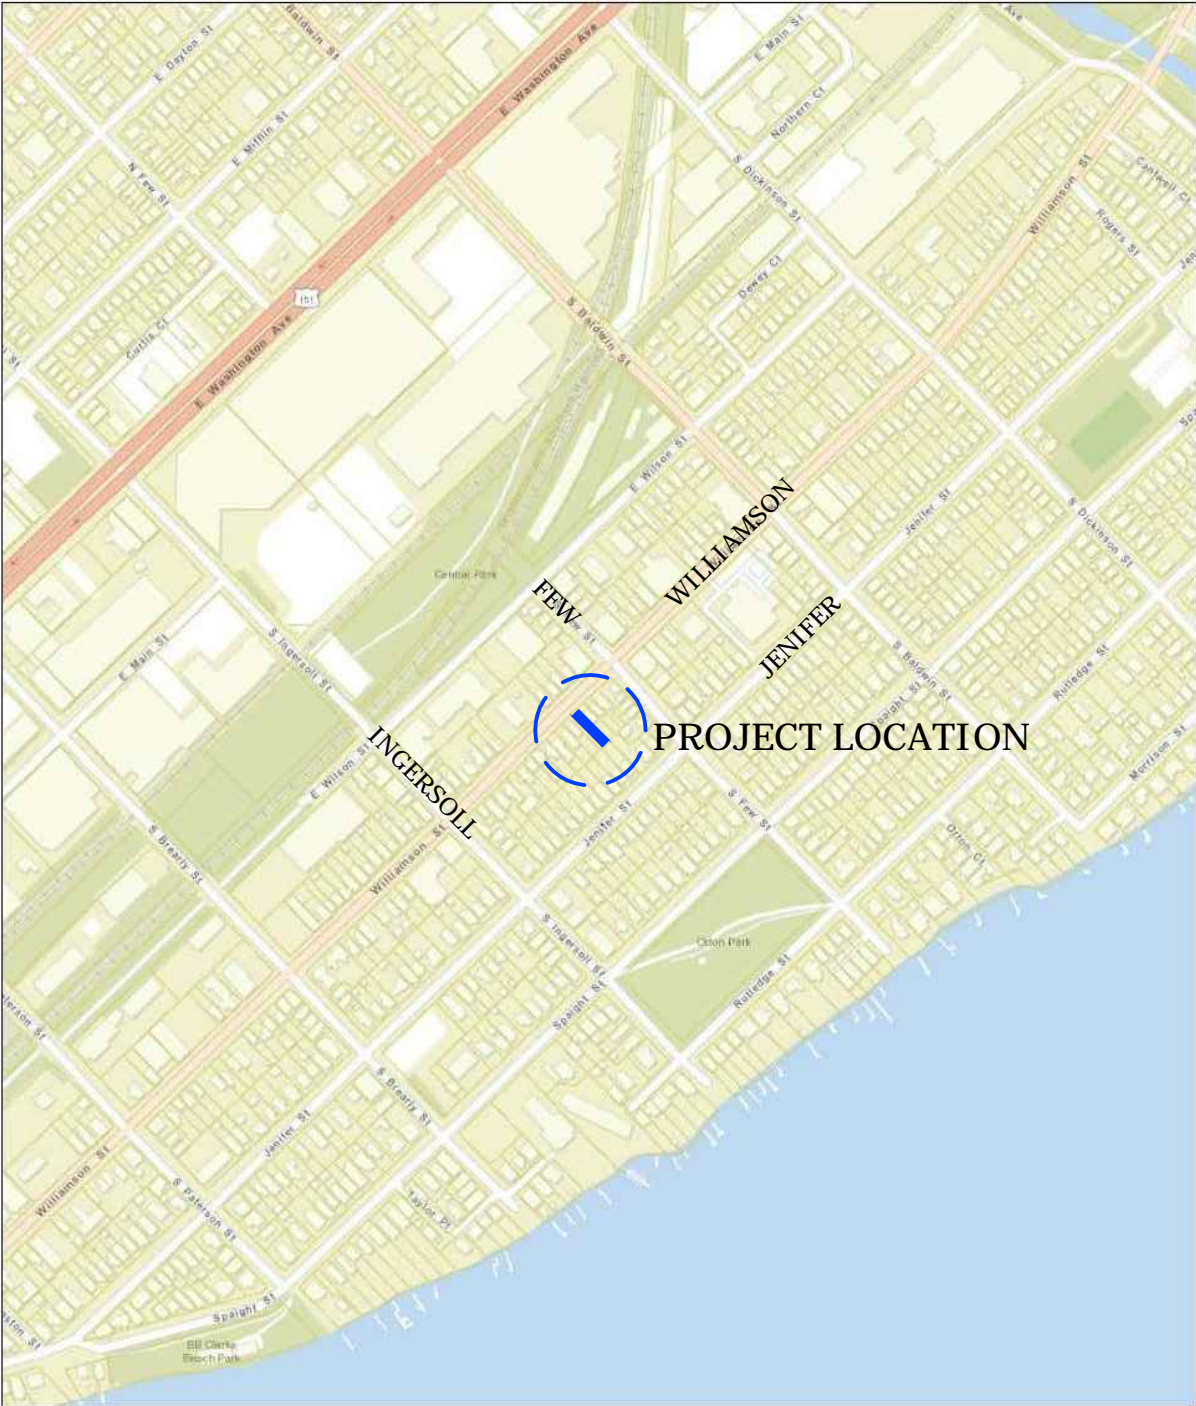 Baldwin St
Ave
E Dayton St
E Main St
E Washington Ave
E Mifflin St
Northern Ct
N Few St
S Dickinson St
Cantwell Ct
Williamson St
Rogers St
Dewey Ct
151
S Baldwin St
Curtis Ct
E Washington Ave
E Wilson St
WILLIAMSON
Jenifer St
S Dickinson St
Central Park
FEW
JENIFER
E Main St
S Ingersoll St
S Baldwin St
Rutledge St
Spaight St
PROJECT LOCATION
INGERSOLL
E Wilson St
Morrison St
S Few St
Jenifer St
Orton Ct
S Brearly St
Williamson St
S Ingersoll St
Orton Park
Rutledge St
Spaight St
S Brearly St
Jenifer St
Williamson St
S Paterson St
Taylor Pl
Spaight St
BB Clarke
Beach Park